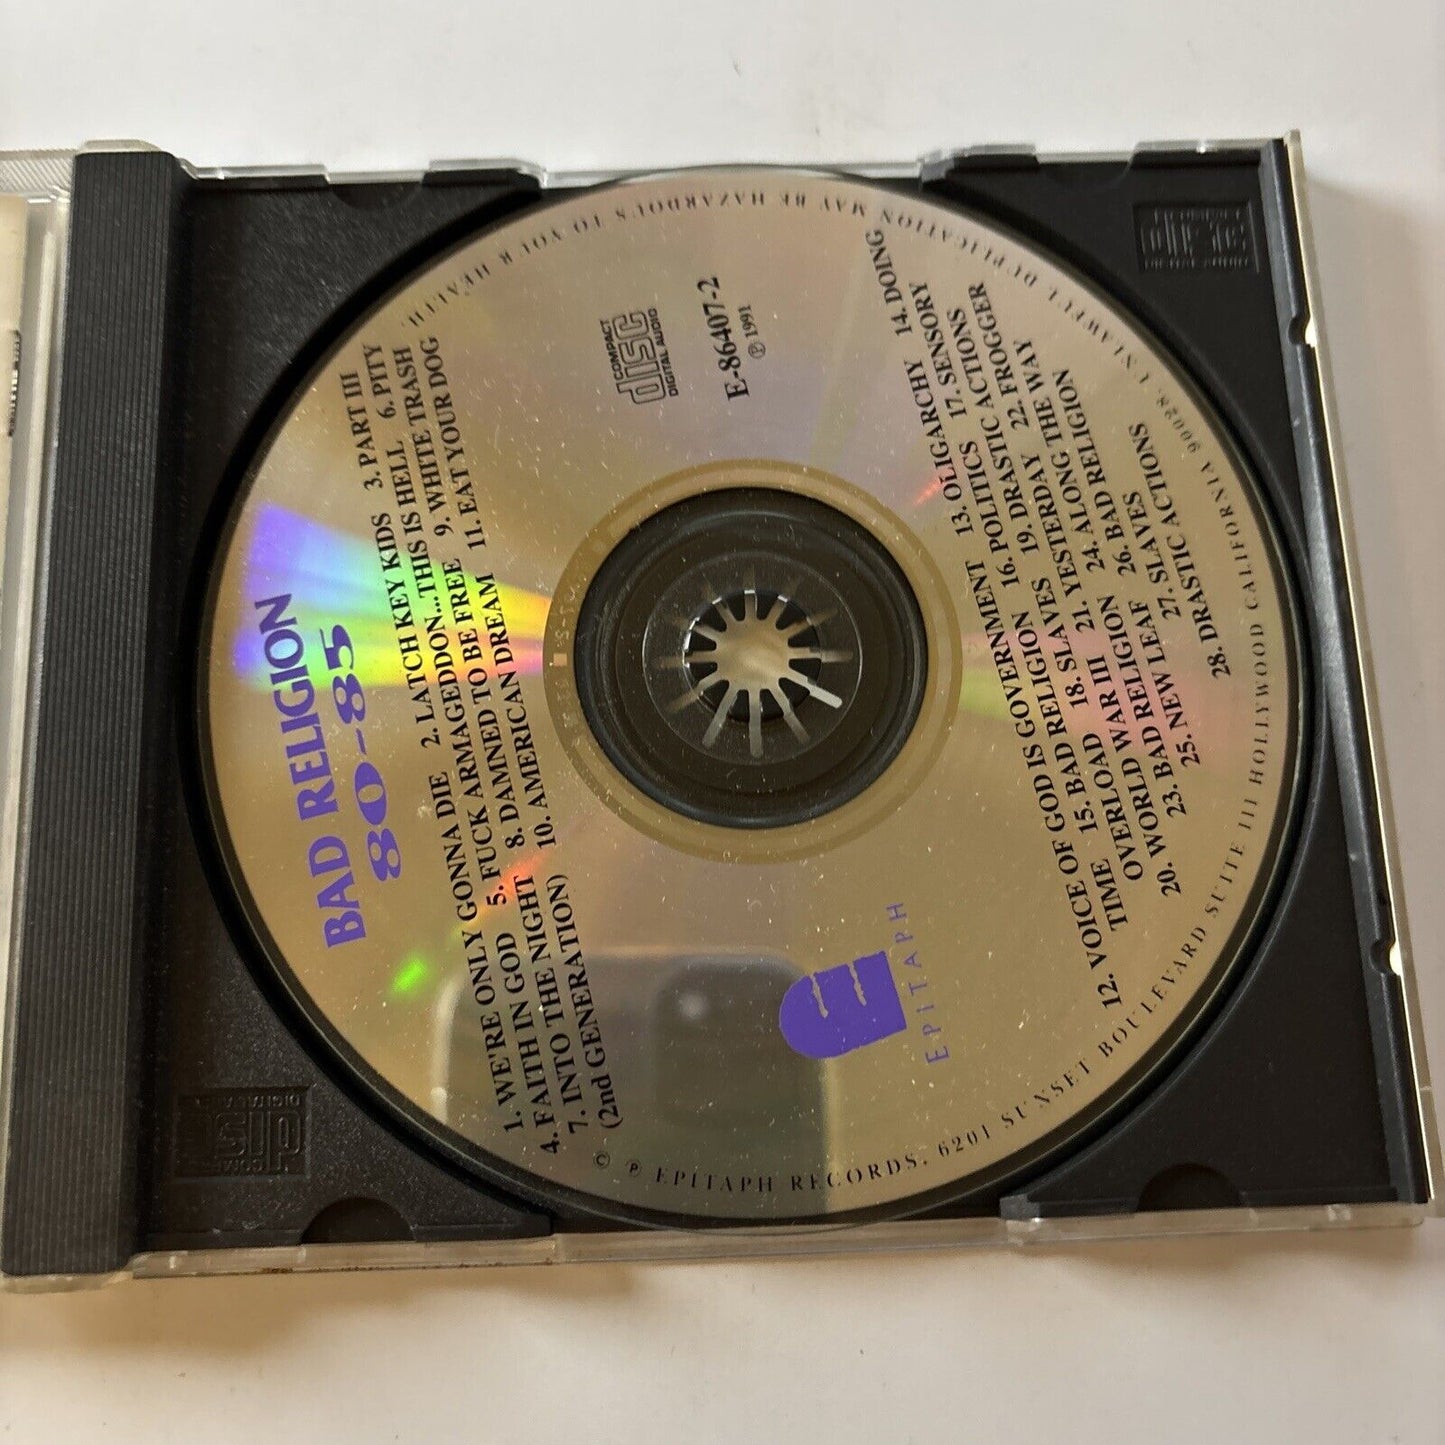 BAD RELIGION
80-85
1. WE'RE ONLY GONNA DIE 2. LATCH KEY KIDS 3. PART III
4. FAITH IN GOD 5. FUCK ARMAGEDDON...THIS IS HELL 6. PITY
7. INTO THE NIGHT 8. DAMNED TO BE FREE 9. WHITE TRASH
(2nd GENERATION) 10. AMERICAN DREAM 11. EAT YOUR DOG
COMPACT
disc
DIGITAL AUDIO
E-86407-2
℗ 1991
EPITAPH
12. VOICE OF GOD IS GOVERNMENT 13. OLIGARCHY 14. DOING
TIME 15. BAD RELIGION 16. POLITICS 17. SENSORY
OVERLOAD 18. SLAVES 19. DRASTIC ACTIONS
20. WORLD WAR III 21. YESTERDAY 22. FROGGER
23. BAD RELIGION 24. ALONG THE WAY
25. NEW LEAF 26. BAD RELIGION 27. SLAVES
28. DRASTIC ACTIONS
© ℗ EPITAPH RECORDS, 6201 SUNSET BOULEVARD SUITE 111 HOLLYWOOD CALIFORNIA 90028. UNLAWFUL DUPLICATION MAY BE HAZARDOUS TO YOUR HEALTH.